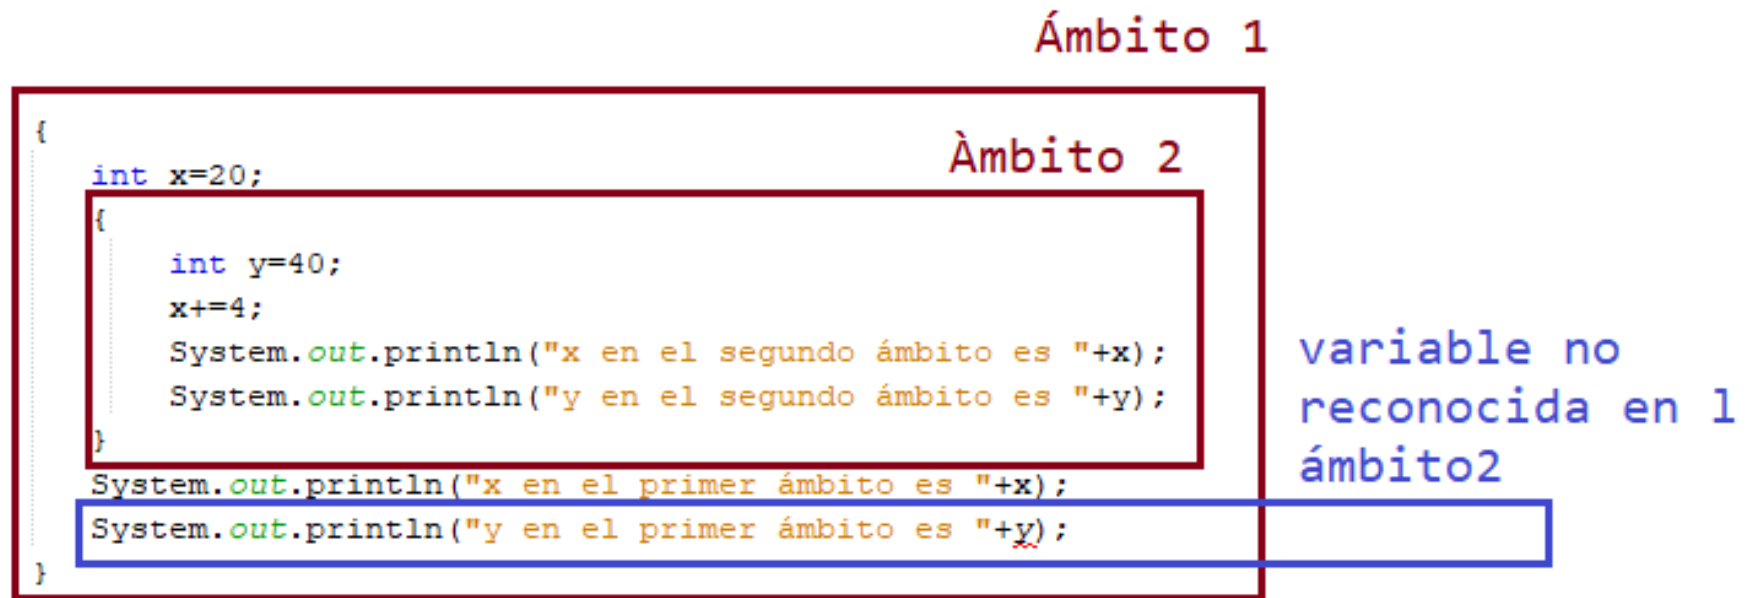 Ámbito 1
{
Àmbito 2
int x=20;
{
int y=40;
x+=4;
System.out.println("x en el segundo ámbito es "+x);
System.out.println("y en el segundo ámbito es "+y);
}
variable no
reconocida en l
ámbito2
System.out.println("x en el primer ámbito es "+x);
System.out.println("y en el primer ámbito es "+y);
}